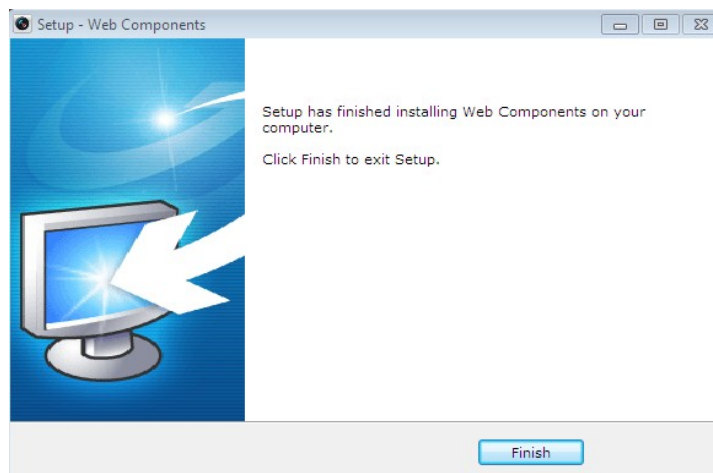 Setup - Web Components
Setup has finished installing Web Components on your
computer.
Click Finish to exit Setup.
Finish